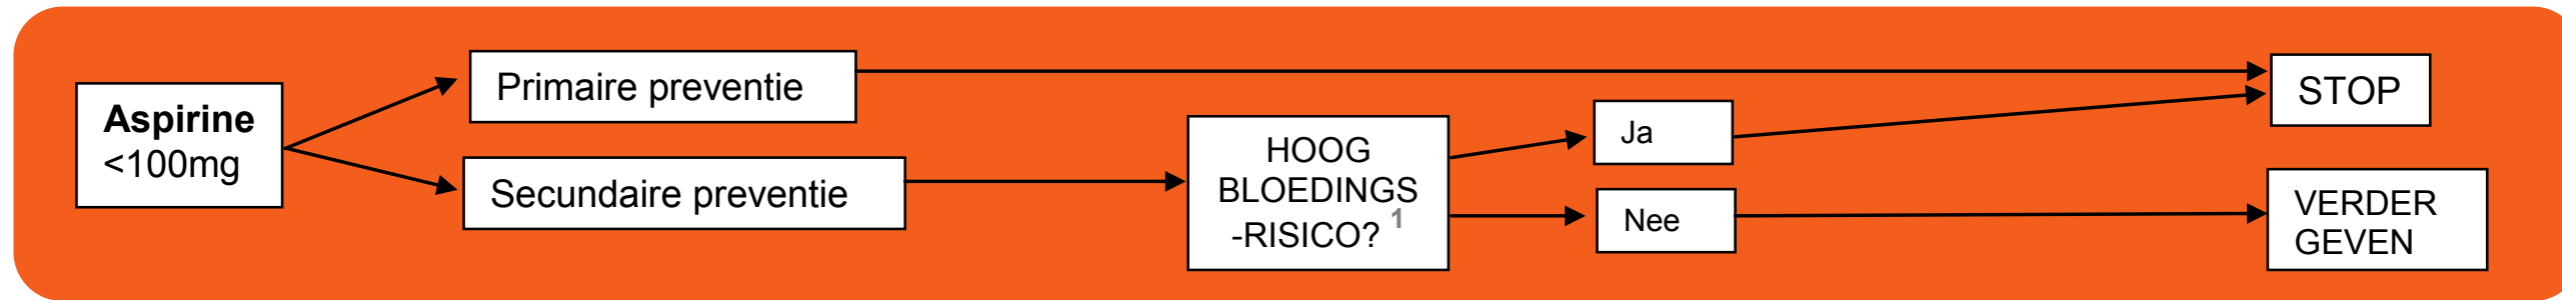 Aspirine
<100mg
Primaire preventie
Secundaire preventie
HOOG
BLOEDINGS
-RISICO? 1
Ja
Nee
STOP
VERDER
GEVEN